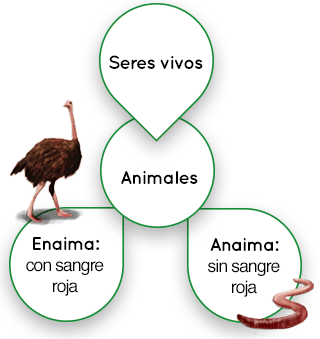 Seres vivos
Animales
Enaima:
con sangre
roja
Anaima:
sin sangre
roja